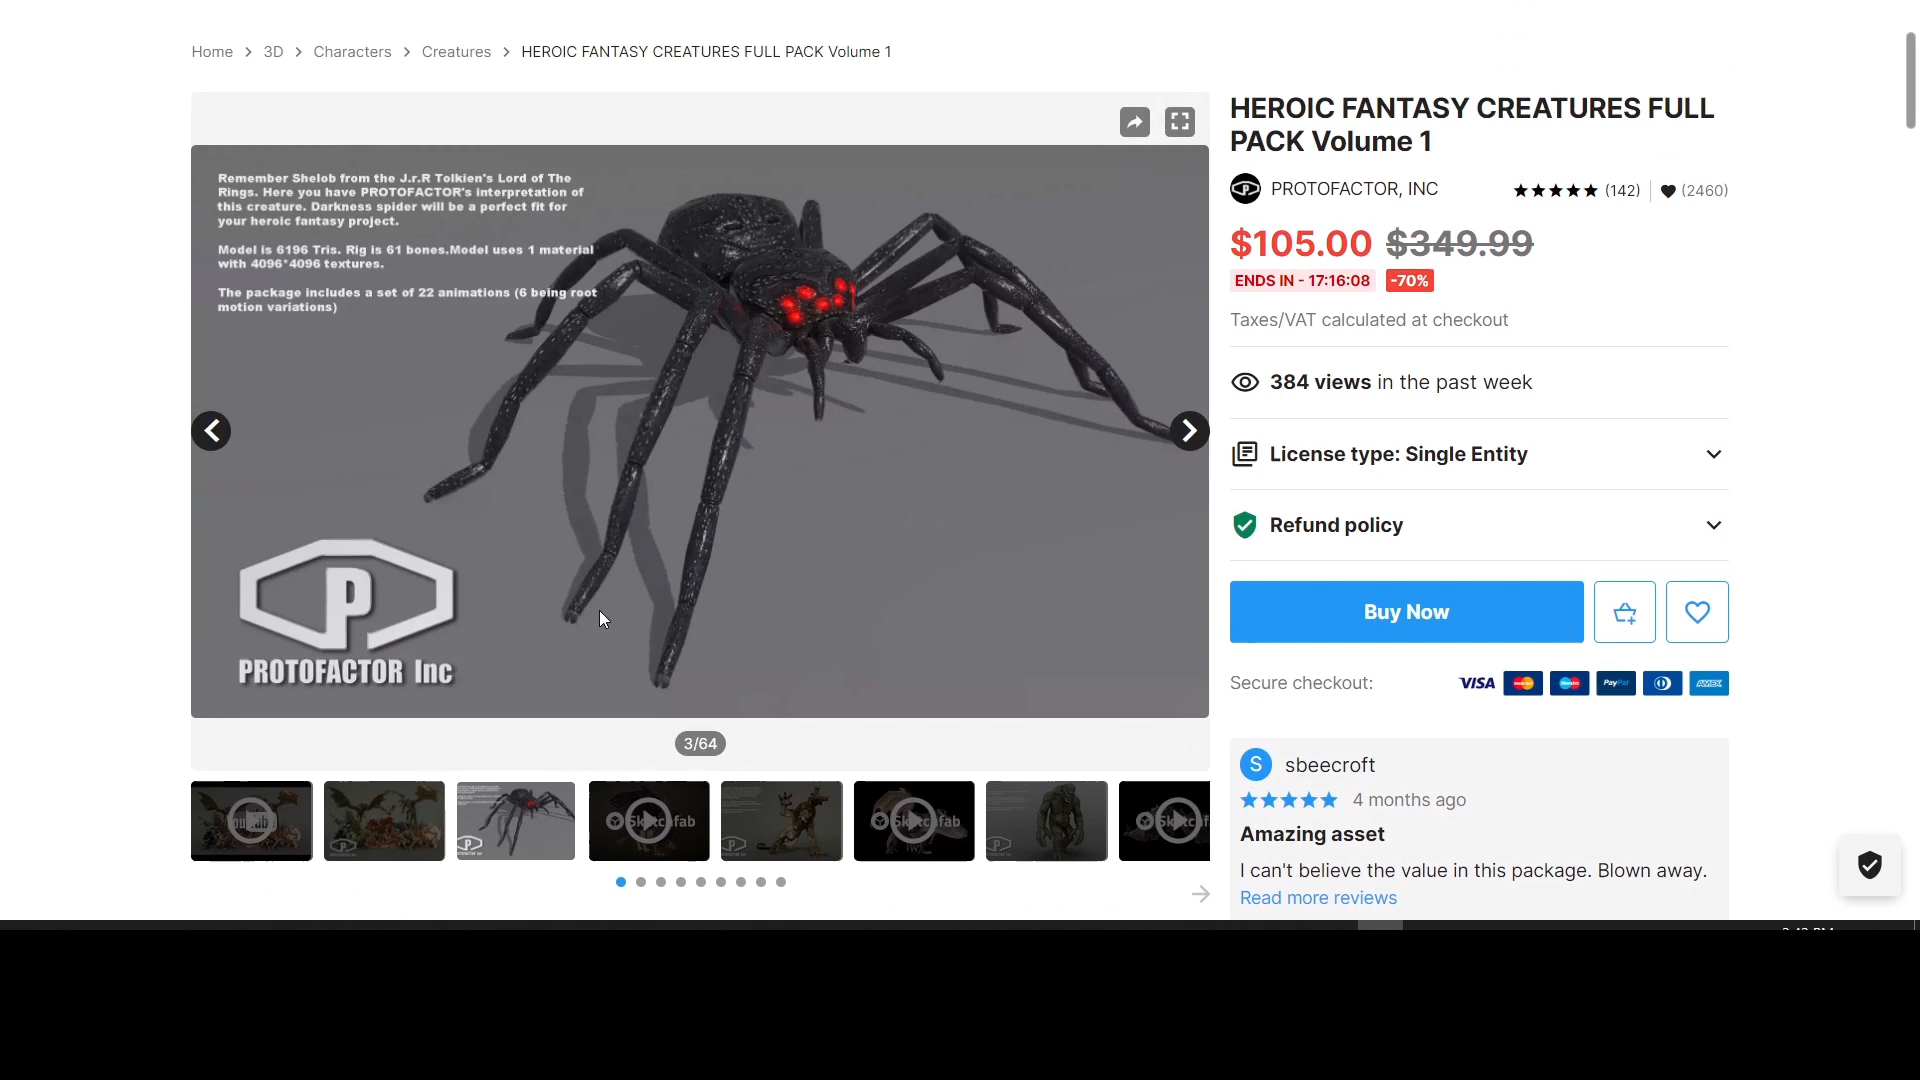 Home > 3D > Characters > Creatures > HEROIC FANTASY CREATURES FULL PACK Volume 1
Remember Shelob from the J.r.R Tolkien's Lord of The
Rings. Here you have PROTOFACTOR's interpretation of
this creature. Darkness spider will be a perfect fit for
your heroic fantasy project.
Model is 6196 Tris. Rig is 61 bones.Model uses 1 material
with 4096*4096 textures.
The package includes a set of 22 animations (6 being root
motion variations)
P
PROTOFACTOR Inc
3/64
Sketchfab
HEROIC FANTASY CREATURES FULL
PACK Volume 1
PROTOFACTOR, INC
(142)
(2460)
$105.00 $349.99
ENDS IN - 17:16:08
-70%
Taxes/VAT calculated at checkout
384 views in the past week
License type: Single Entity
Refund policy
Buy Now
Secure checkout:
VISA
PayPal
AMEX
S
sbeecroft
4 months ago
Amazing asset
I can't believe the value in this package. Blown away.
Read more reviews